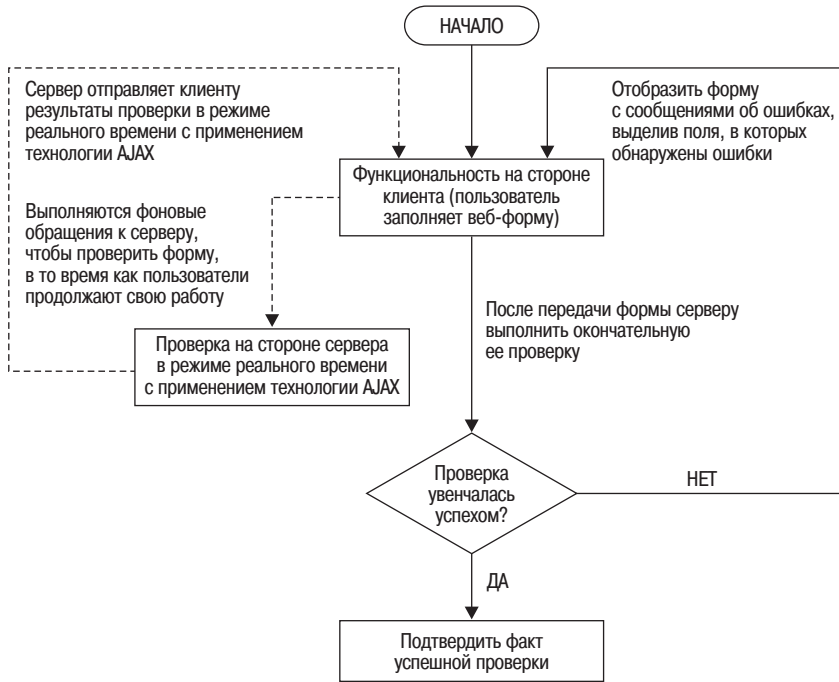 НАЧАЛО
Сервер отправляет клиенту
результаты проверки в режиме
реального времени с применением
технологии AJAX
Отобразить форму
с сообщениями об ошибках,
выделив поля, в которых
обнаружены ошибки
Функциональность на стороне
клиента (пользователь
заполняет веб-форму)
Выполняются фоновые
обращения к серверу,
чтобы проверить форму,
в то время как пользователи
продолжают свою работу
После передачи формы серверу
выполнить окончательную
ее проверку
Проверка на стороне сервера
в режиме реального времени
с применением технологии AJAX
Проверка
увенчалась
успехом?
НЕТ
ДА
Подтвердить факт
успешной проверки